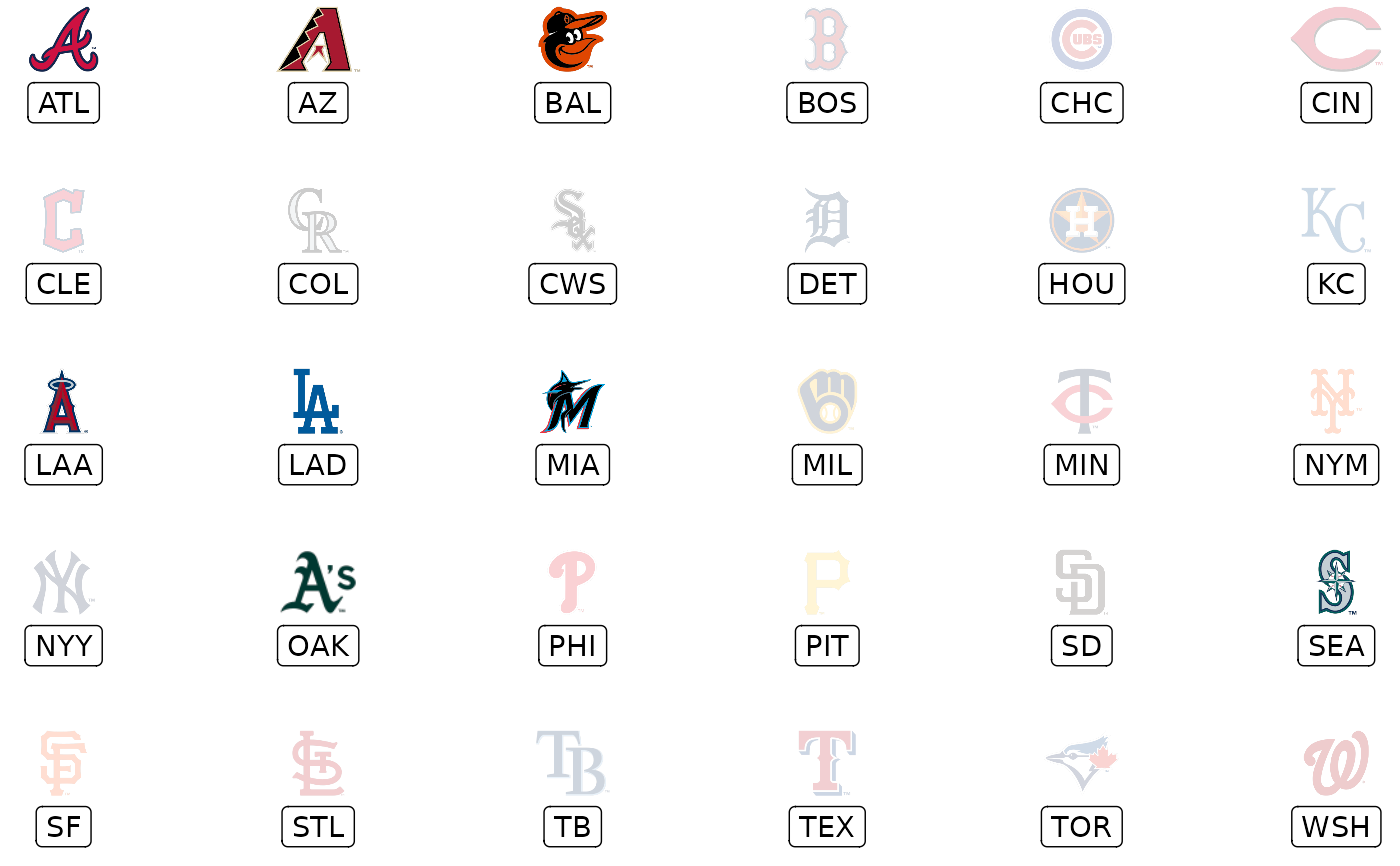 ATL AZ BAL BOS CHC CIN
CLE COL CWS DET HOU KC
LAA LAD MIA MIL MIN NYM
NYY OAK PHI PIT SD SEA
SF STL TB TEX TOR WSH